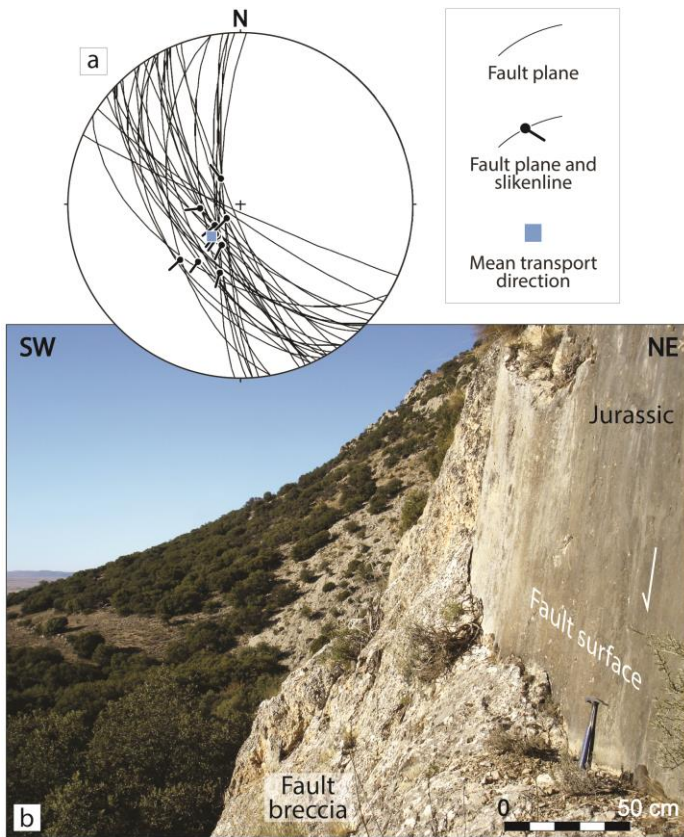 N
a
Fault plane
Fault plane and
slikenline
Mean transport
direction
SW
NE
Jurassic
Fault surface
Fault
breccia
b
0
50 cm